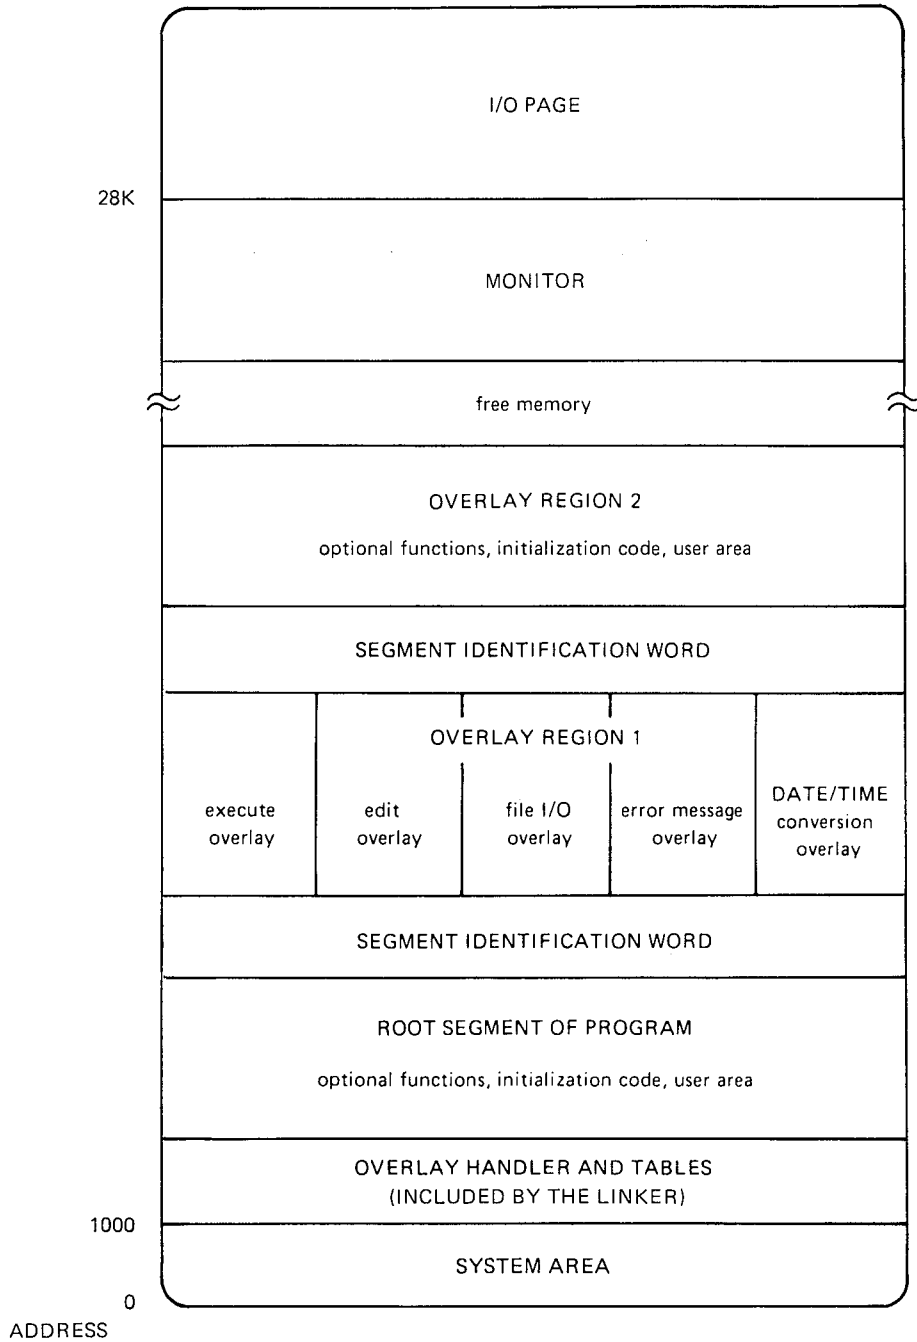 I/O PAGE
28K
MONITOR
free memory
OVERLAY REGION 2
optional functions, initialization code, user area
SEGMENT IDENTIFICATION WORD
OVERLAY REGION 1
execute
overlay
edit
overlay
file I/O
overlay
error message
overlay
DATE/TIME
conversion
overlay
SEGMENT IDENTIFICATION WORD
ROOT SEGMENT OF PROGRAM
optional functions, initialization code, user area
OVERLAY HANDLER AND TABLES
(INCLUDED BY THE LINKER)
1000
SYSTEM AREA
0
ADDRESS